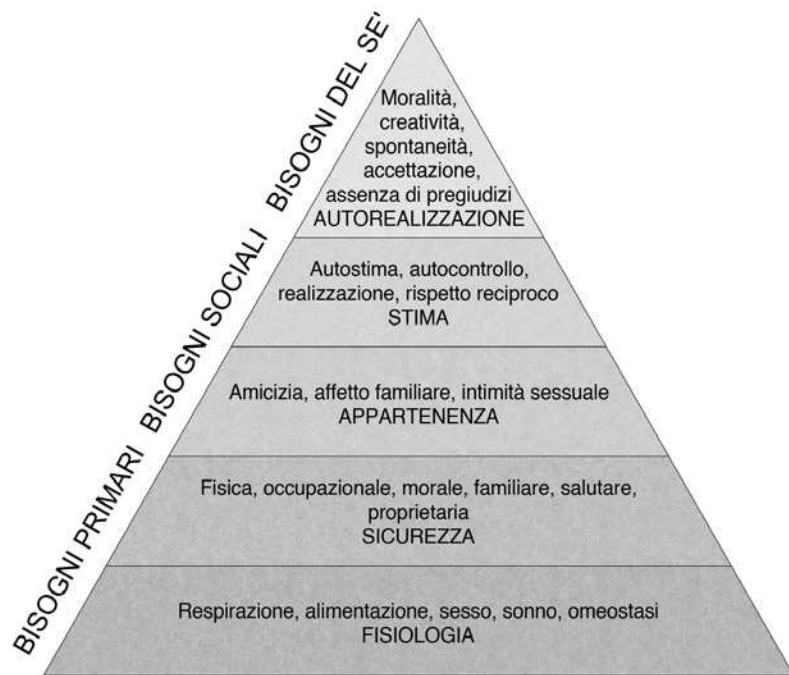 BISOGNI PRIMARI BISOGNI SOCIALI BISOGNI DEL SE'
Moralità,
creatività,
spontaneità,
accettazione,
assenza di pregiudizi
AUTOREALIZZAZIONE
Autostima, autocontrollo,
realizzazione, rispetto reciproco
STIMA
Amicizia, affetto familiare, intimità sessuale
APPARTENENZA
Fisica, occupazionale, morale, familiare, salutare,
proprietaria
SICUREZZA
Respirazione, alimentazione, sesso, sonno, omeostasi
FISIOLOGIA